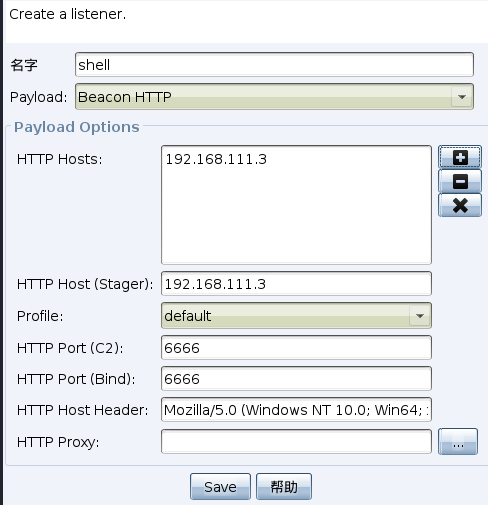 Create a listener.
名字 shell
Payload: Beacon HTTP
Payload Options
HTTP Hosts: 192.168.111.3
HTTP Host (Stager): 192.168.111.3
Profile: default
HTTP Port (C2): 6666
HTTP Port (Bind): 6666
HTTP Host Header: Mozilla/5.0 (Windows NT 10.0; Win64;
HTTP Proxy: ...
Save 帮助